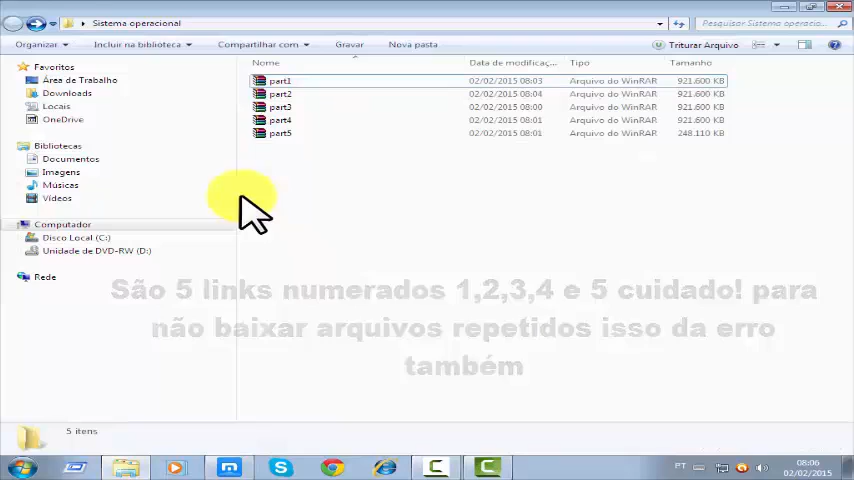 Sistema operacional
Pesquisar Sistema operacio...
Organizar
Incluir na biblioteca
Compartilhar com
Gravar
Nova pasta
Triturar Arquivo
Nome
Data de modificaç...
Tipo
Tamanho
Favoritos
Área de Trabalho
Downloads
Locais
OneDrive
Bibliotecas
Documentos
Imagens
Músicas
Vídeos
Computador
Disco Local (C:)
Unidade de DVD-RW (D:)
Rede
part1 02/02/2015 08:03 Arquivo do WinRAR 921.600 KB
part2 02/02/2015 08:04 Arquivo do WinRAR 921.600 KB
part3 02/02/2015 08:00 Arquivo do WinRAR 921.600 KB
part4 02/02/2015 08:01 Arquivo do WinRAR 921.600 KB
part5 02/02/2015 08:01 Arquivo do WinRAR 248.110 KB
São 5 links numerados 1,2,3,4 e 5 cuidado! para
não baixar arquivos repetidos isso da erro
também
5 itens
PT
08:06
02/02/2015